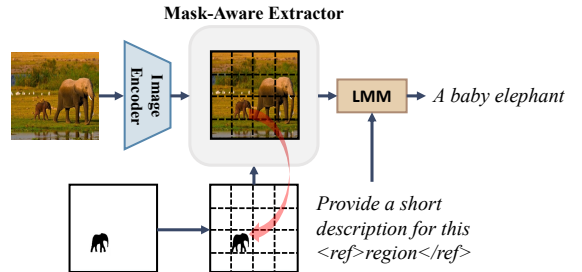 Mask-Aware Extractor
Image
Encoder
LMM
A baby elephant
Provide a short
description for this
<ref>region</ref>